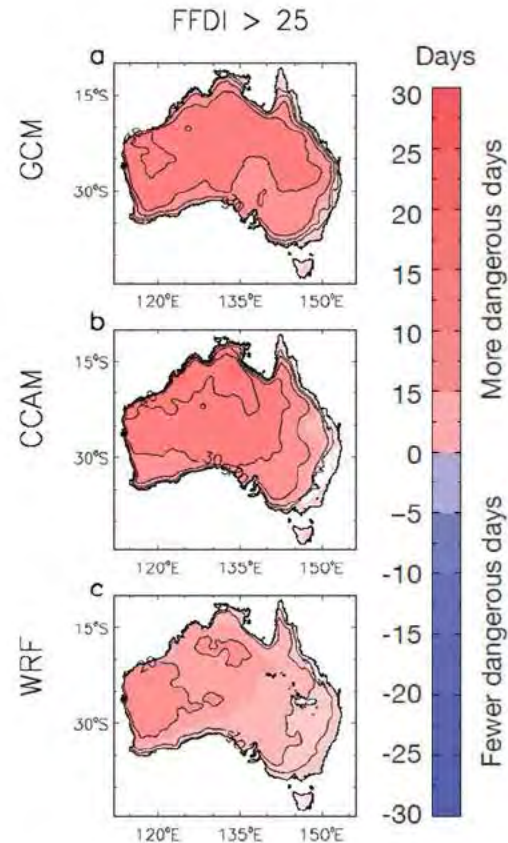 FFDI > 25
Days
a
GCM
15°S
30°S
120°E 135°E 150°E
b
CCAM
15°S
30°S
30
120°E 135°E 150°E
c
WRF
15°S
30°S
120°E 135°E 150°E
30
25
20
15
10
15
0
-5
-10
-15
-20
-25
-30
More dangerous days
Fewer dangerous days